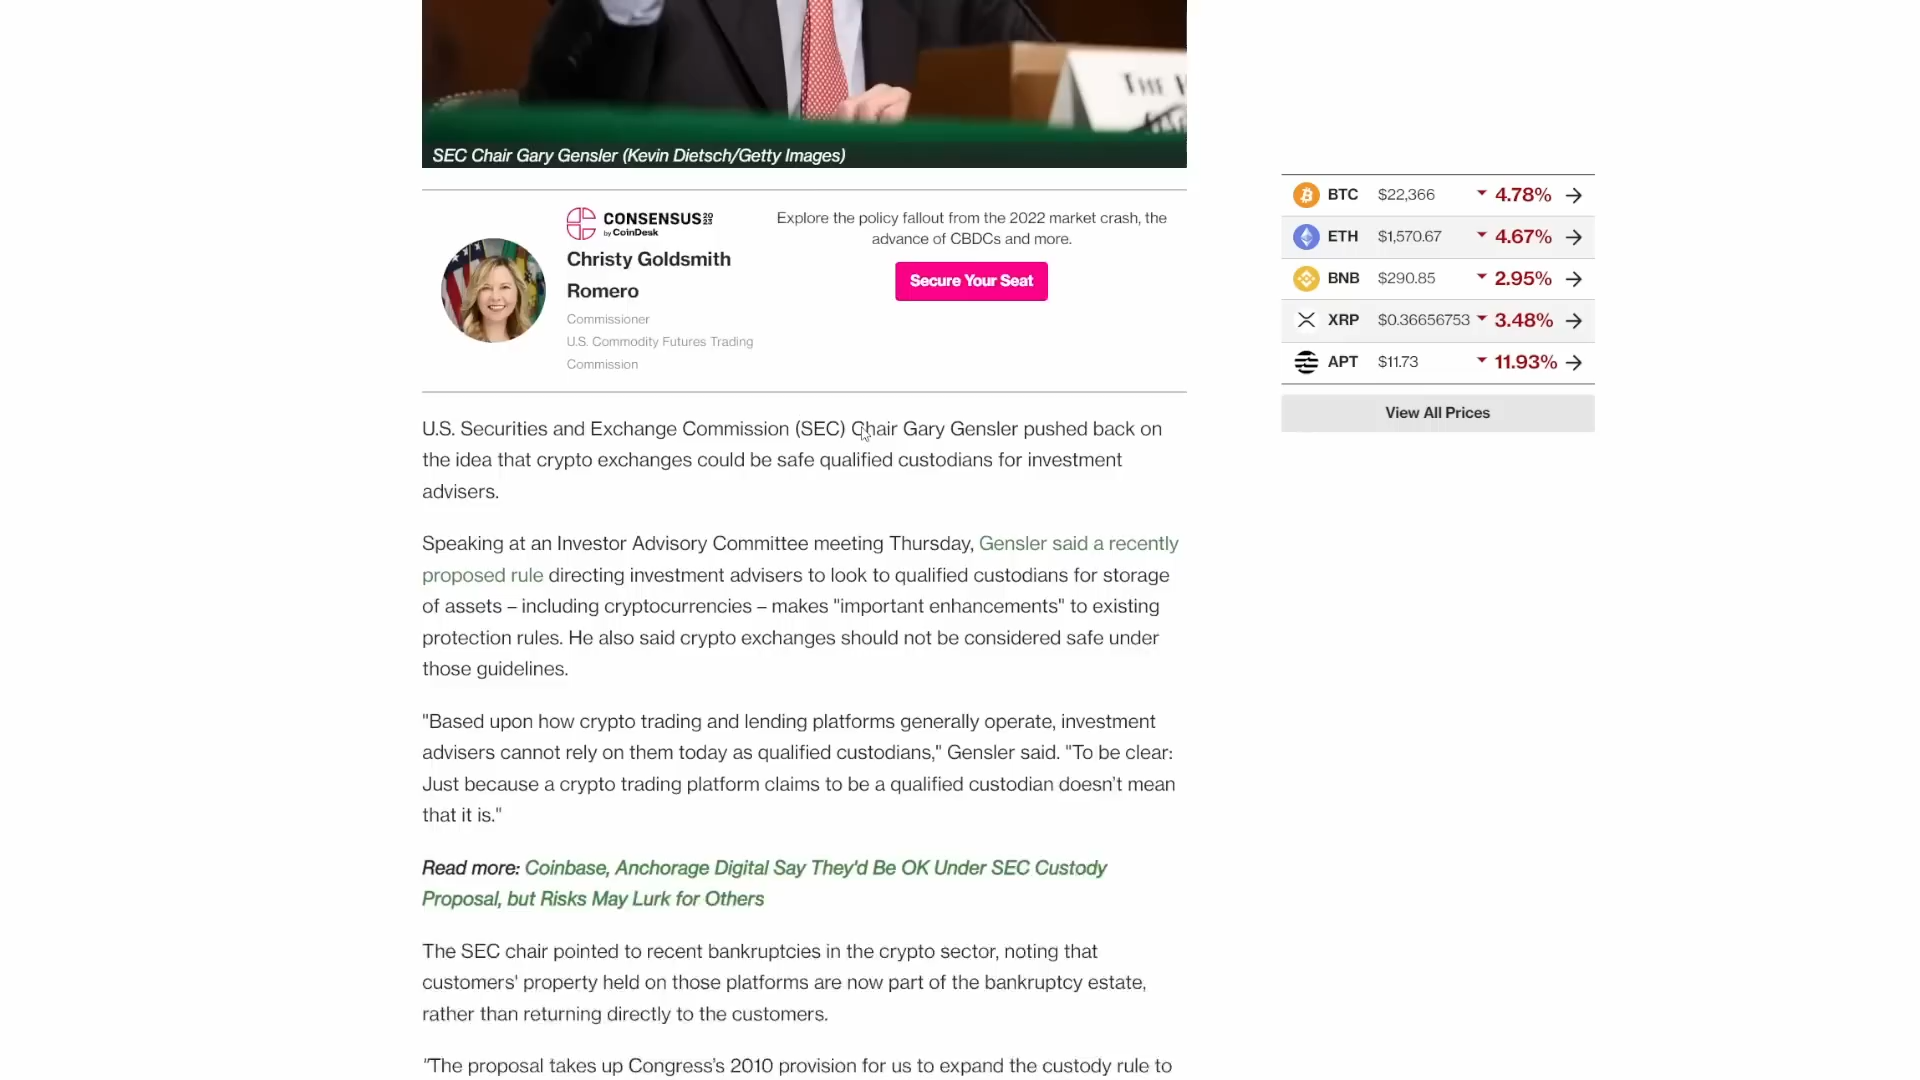 THE H
SEC Chair Gary Gensler (Kevin Dietsch/Getty Images)
CONSENSUS 2023
by CoinDesk
Christy Goldsmith
Romero
Commissioner
U.S. Commodity Futures Trading
Commission
Explore the policy fallout from the 2022 market crash, the
advance of CBDCs and more.
Secure Your Seat
BTC $22,366 4.78%
ETH $1,570.67 4.67%
BNB $290.85 2.95%
XRP $0.36656753 3.48%
APT $11.73 11.93%
View All Prices
U.S. Securities and Exchange Commission (SEC) Chair Gary Gensler pushed back on
the idea that crypto exchanges could be safe qualified custodians for investment
advisers.
Speaking at an Investor Advisory Committee meeting Thursday, Gensler said a recently
proposed rule directing investment advisers to look to qualified custodians for storage
of assets – including cryptocurrencies – makes "important enhancements" to existing
protection rules. He also said crypto exchanges should not be considered safe under
those guidelines.
"Based upon how crypto trading and lending platforms generally operate, investment
advisers cannot rely on them today as qualified custodians," Gensler said. "To be clear:
Just because a crypto trading platform claims to be a qualified custodian doesn't mean
that it is."
Read more: Coinbase, Anchorage Digital Say They'd Be OK Under SEC Custody
Proposal, but Risks May Lurk for Others
The SEC chair pointed to recent bankruptcies in the crypto sector, noting that
customers' property held on those platforms are now part of the bankruptcy estate,
rather than returning directly to the customers.
"The proposal takes up Congress's 2010 provision for us to expand the custody rule to